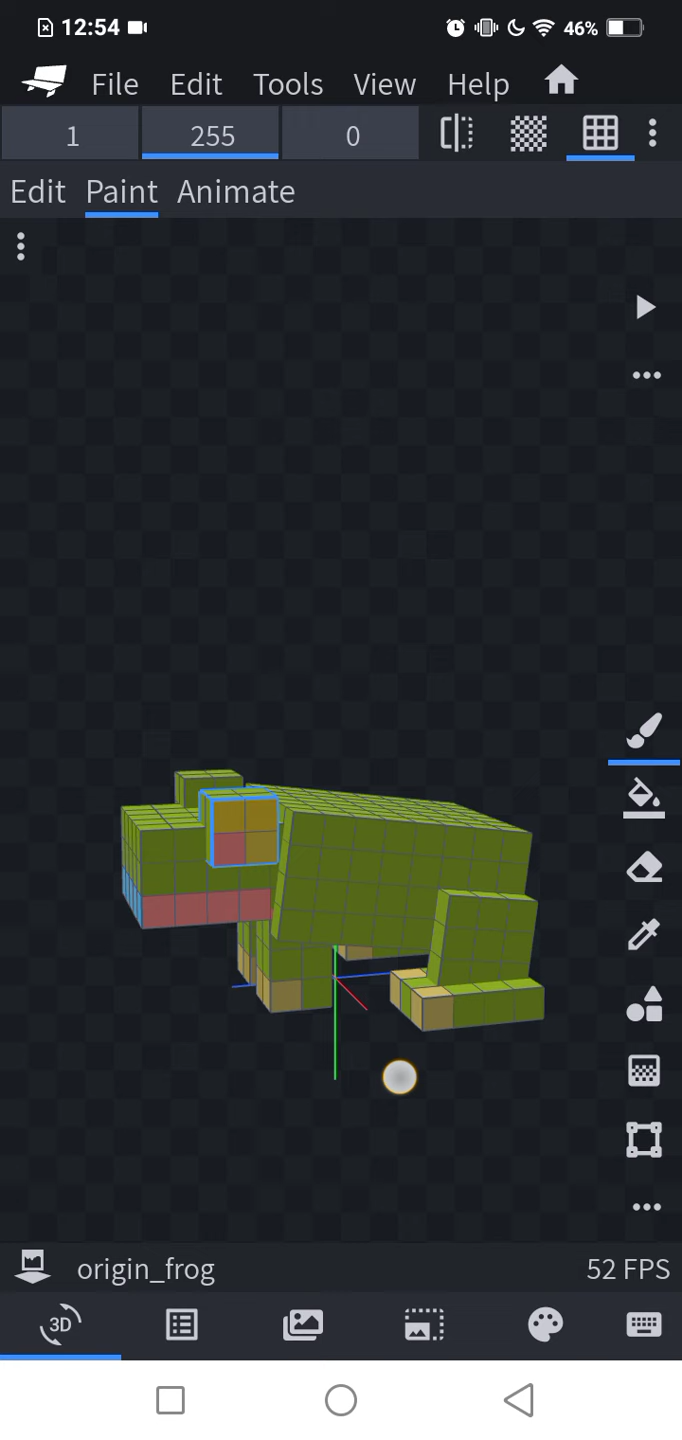 12:54
46%
File Edit Tools View Help
1 255 0
Edit Paint Animate
origin_frog
52 FPS
3D